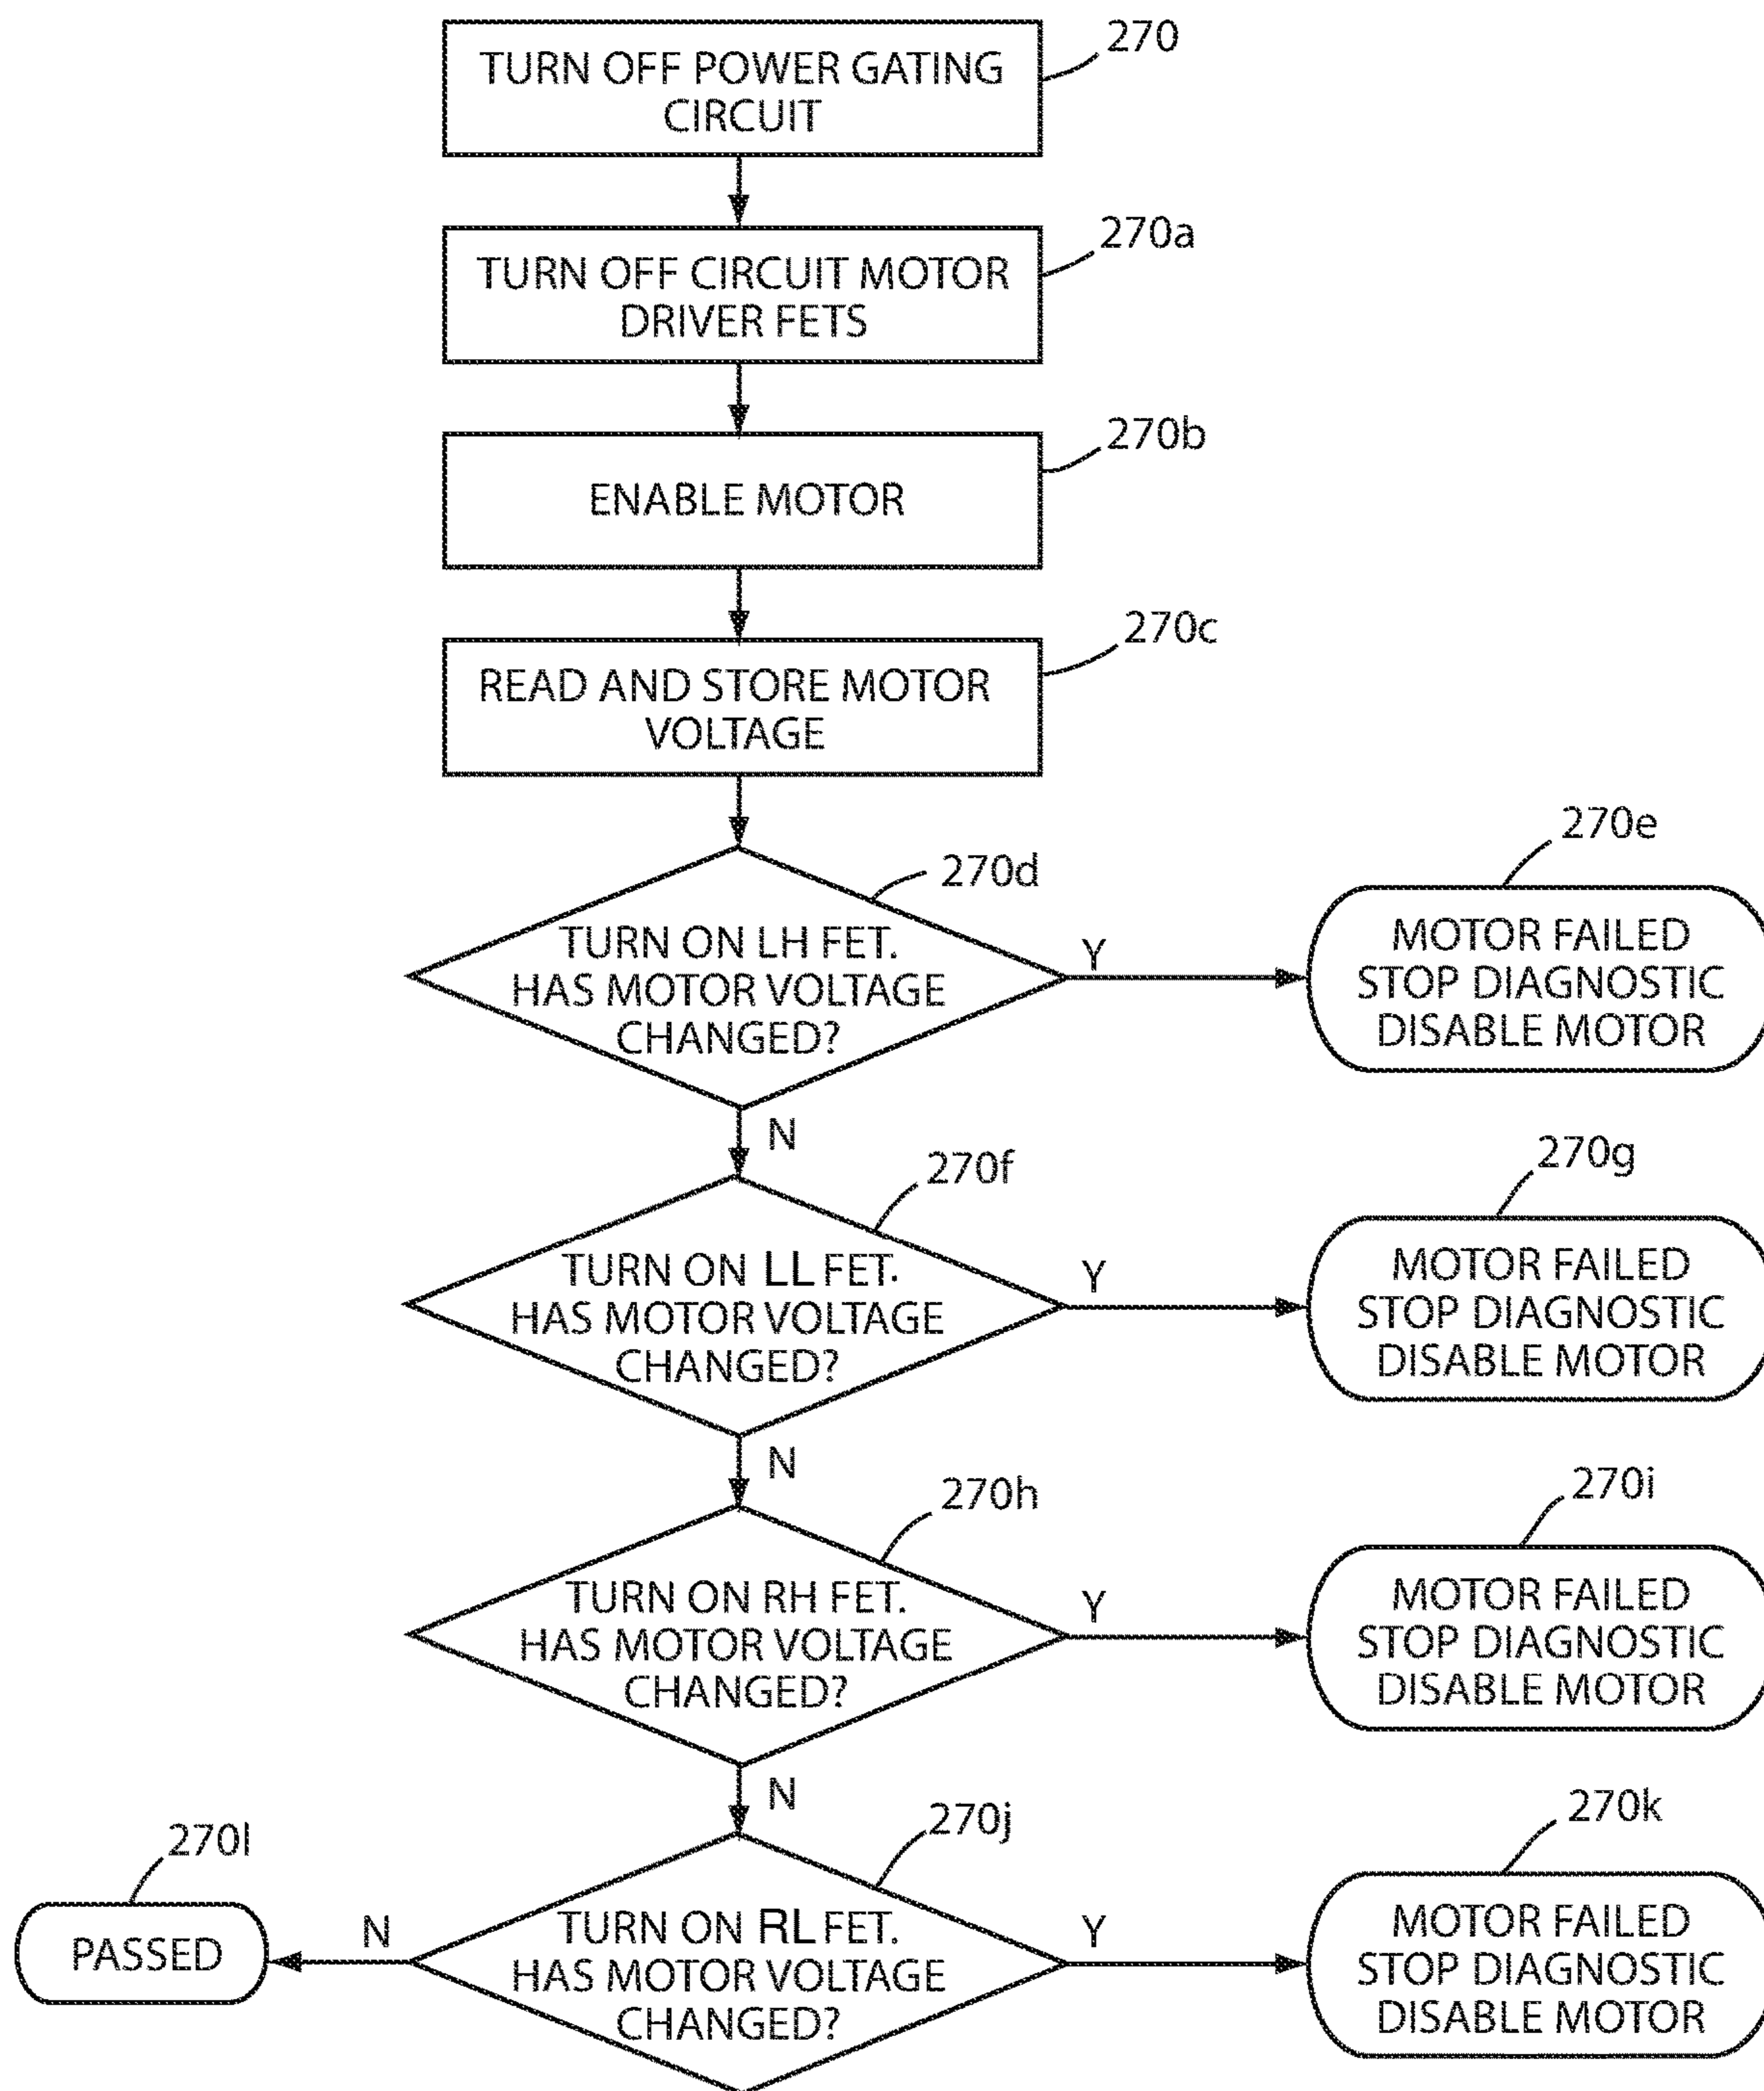 270
TURN OFF POWER GATING
CIRCUIT
270a
TURN OFF CIRCUIT MOTOR
DRIVER FETS
270b
ENABLE MOTOR
270c
READ AND STORE MOTOR
VOLTAGE
270d
TURN ON LH FET.
HAS MOTOR VOLTAGE
CHANGED?
Y
N
270e
MOTOR FAILED
STOP DIAGNOSTIC
DISABLE MOTOR
270f
TURN ON LL FET.
HAS MOTOR VOLTAGE
CHANGED?
Y
N
270g
MOTOR FAILED
STOP DIAGNOSTIC
DISABLE MOTOR
270h
TURN ON RH FET.
HAS MOTOR VOLTAGE
CHANGED?
Y
N
270i
MOTOR FAILED
STOP DIAGNOSTIC
DISABLE MOTOR
270j
TURN ON RL FET.
HAS MOTOR VOLTAGE
CHANGED?
Y
N
270k
MOTOR FAILED
STOP DIAGNOSTIC
DISABLE MOTOR
270l
PASSED